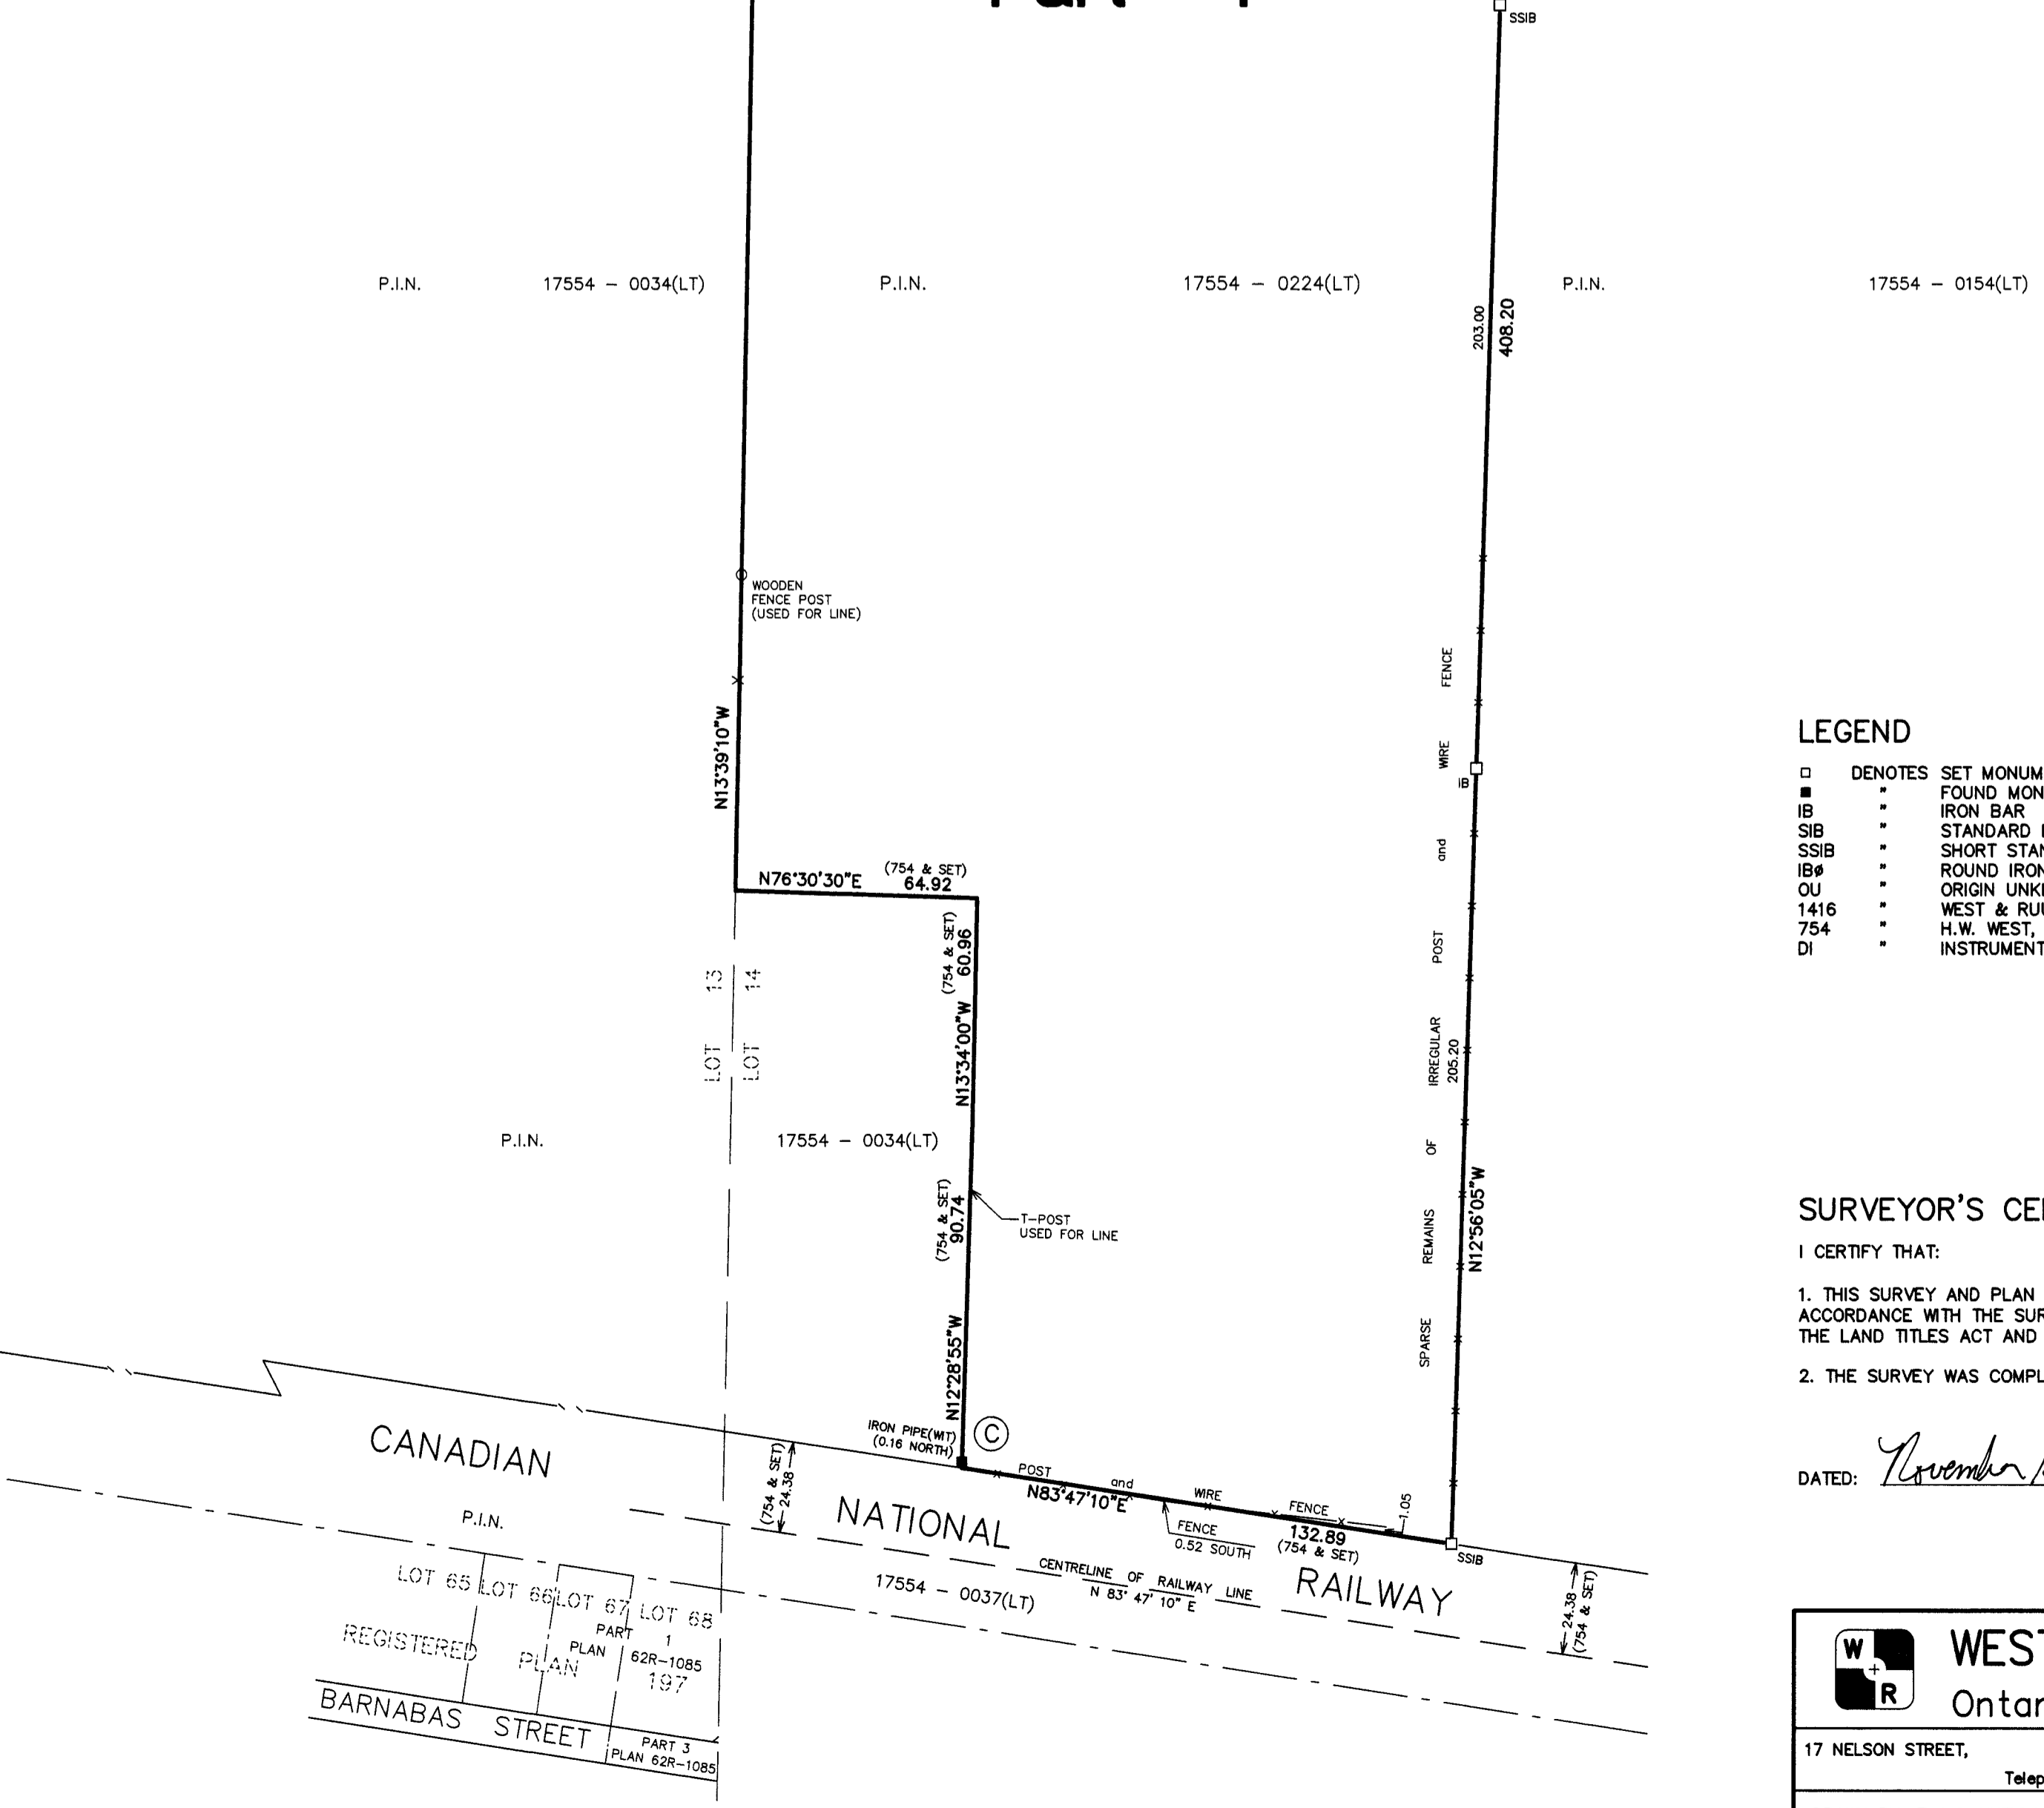 SSIB
P.I.N. 17554 - 0034(LT) P.I.N. 17554 - 0224(LT) P.I.N. 17554 - 0154(LT)
203.00
408.20
WOODEN
FENCE POST
(USED FOR LINE)
N13°39'10"W
SPARSE REMAINS OF IRREGULAR POST and WIRE FENCE
IB
205.20
N12°56'05"W
N76°30'30"E
(754 & SET)
64.92
(754 & SET)
60.96
N13°34'00"W
LOT 13
LOT 14
P.I.N. 17554 - 0034(LT)
(754 & SET)
90.74
T-POST
USED FOR LINE
N12°28'55"W
IRON PIPE(WIT)
(0.16 NORTH)
C
POST and WIRE FENCE
N83°47'10"E
132.89
(754 & SET)
FENCE
0.52 SOUTH
1.05
SSIB
CANADIAN NATIONAL RAILWAY
(754 & SET)
24.38
CENTRELINE OF RAILWAY LINE
N 83° 47' 10" E
24.38
(754 & SET)
P.I.N. 17554 - 0037(LT)
LOT 65
LOT 66
LOT 67
LOT 68
PART 1
PLAN 62R-1085
REGISTERED PLAN 197
BARNABAS STREET
PART 3
PLAN 62R-1085
LEGEND
□ DENOTES SET MONUM
■ " FOUND MON
IB " IRON BAR
SIB " STANDARD
SSIB " SHORT STAN
IBø " ROUND IRON
OU " ORIGIN UNK
1416 " WEST & RU
754 " H.W. WEST,
DI " INSTRUMENT
SURVEYOR'S CE
I CERTIFY THAT:
1. THIS SURVEY AND PLAN
ACCORDANCE WITH THE SUR
THE LAND TITLES ACT AND
2. THE SURVEY WAS COMPL
DATED: November
W
R
WES
Ontar
17 NELSON STREET,
Telep